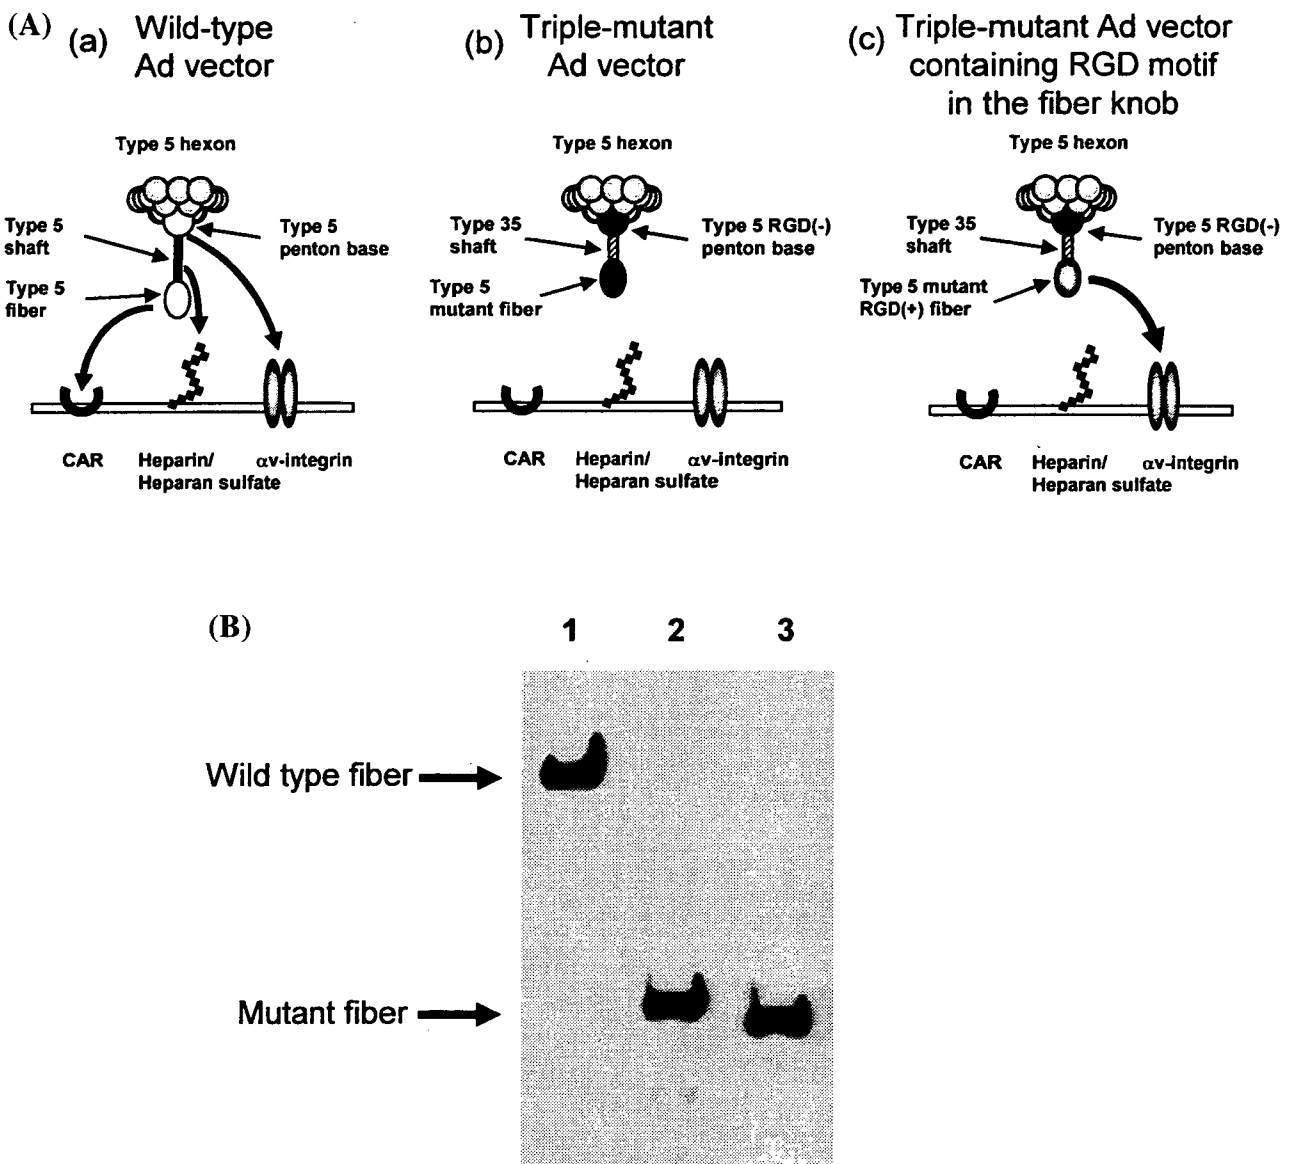 (A)
(a) Wild-type
Ad vector
(b) Triple-mutant
Ad vector
(c) Triple-mutant Ad vector
containing RGD motif
in the fiber knob
Type 5 hexon
Type 5
shaft
Type 5
penton base
Type 5
fiber
CAR
Heparin/
Heparan sulfate
αv-integrin
Type 5 hexon
Type 35
shaft
Type 5 RGD(-)
penton base
Type 5
mutant fiber
CAR
Heparin/
Heparan sulfate
αv-integrin
Type 5 hexon
Type 35
shaft
Type 5 RGD(-)
penton base
Type 5 mutant
RGD(+) fiber
CAR
Heparin/
Heparan sulfate
αv-integrin
(B)
1 2 3
Wild type fiber
Mutant fiber